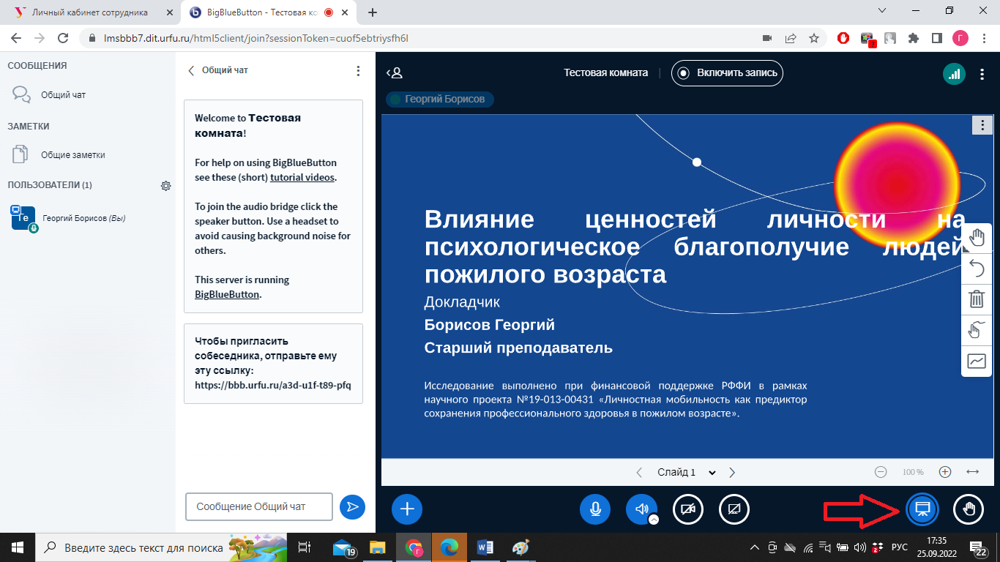 Личный кабинет сотрудника
BigBlueButton - Тестовая ко
lmsbbb7.dit.urfu.ru/html5client/join?sessionToken=cuof5ebtriysfh6l
Г
СООБЩЕНИЯ
Общий чат
ЗАМЕТКИ
Общие заметки
ПОЛЬЗОВАТЕЛИ (1)
Ге
Георгий Борисов (Вы)
Общий чат
Welcome to Тестовая
комната!
For help on using BigBlueButton
see these (short) tutorial videos.
To join the audio bridge click the
speaker button. Use a headset to
avoid causing background noise for
others.
This server is running
BigBlueButton.
Чтобы пригласить
собеседника, отправьте ему
эту ссылку:
https://bbb.urfu.ru/a3d-u1f-t89-pfq
Сообщение Общий чат
Тестовая комната
Включить запись
Георгий Борисов
Влияние ценностей личности на
психологическое благополучие людей
пожилого возраста
Докладчик
Борисов Георгий
Старший преподаватель
Исследование выполнено при финансовой поддержке РФФИ в рамках
научного проекта №19-013-00431 «Личностная мобильность как предиктор
сохранения профессионального здоровья в пожилом возрасте».
Слайд 1
100 %
Введите здесь текст для поиска
19
Г
2
РУС
17:35
25.09.2022
22